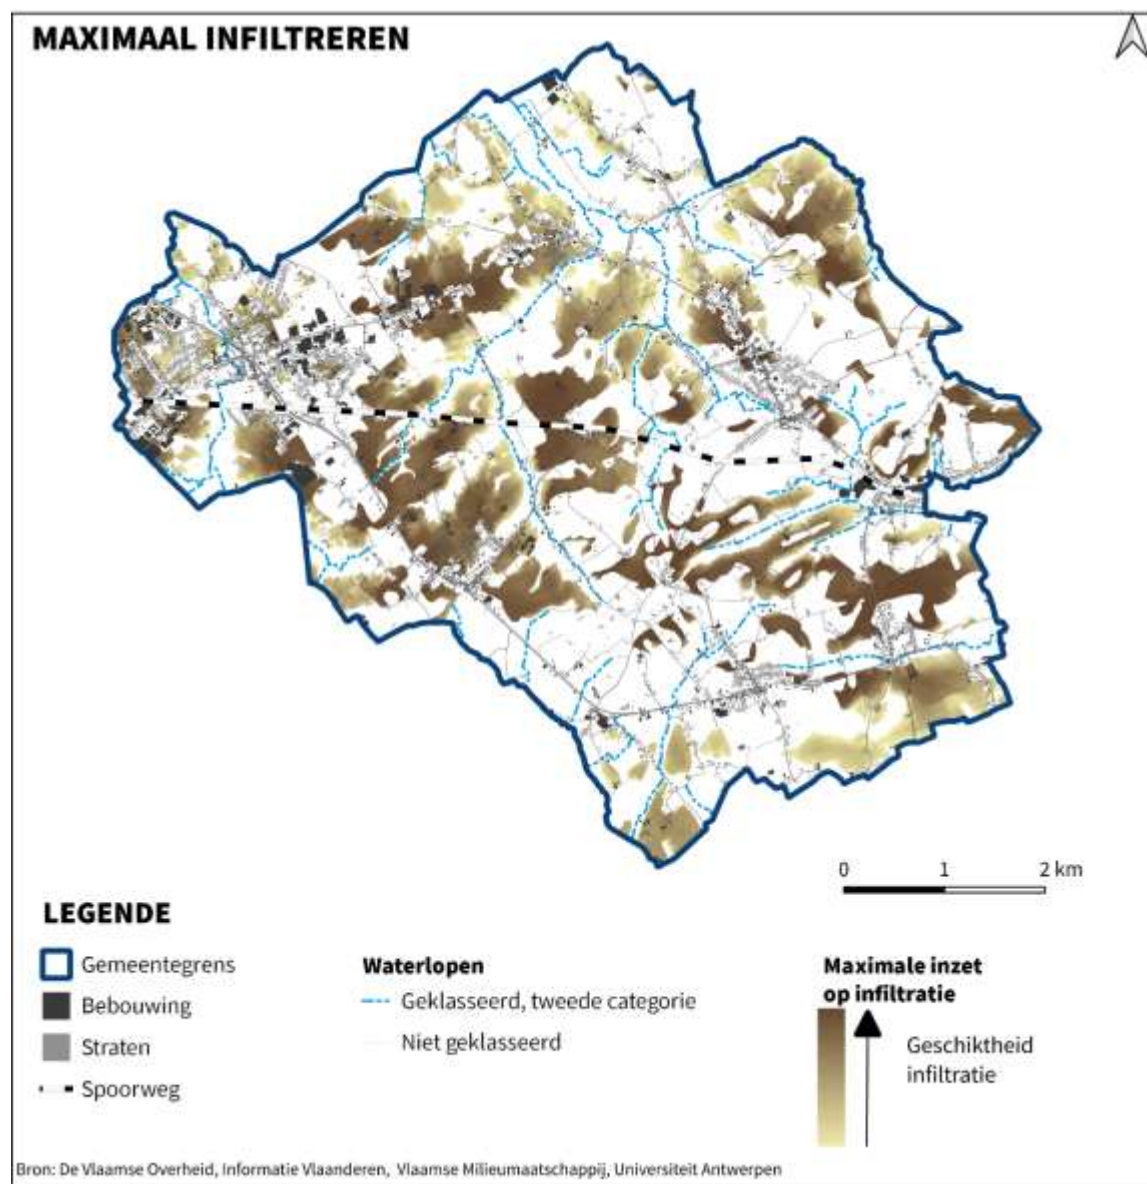 MAXIMAAL INFILTREREN
0 1 2 km
LEGENDE
Gemeentegrens
Bebouwing
Straten
Spoorweg
Waterlopen
Geklasseerd, tweede categorie
Niet geklasseerd
Maximale inzet
op infiltratie
Geschiktheid
infiltratie
Bron: De Vlaamse Overheid, Informatie Vlaanderen, Vlaamse Milieumaatschappij, Universiteit Antwerpen